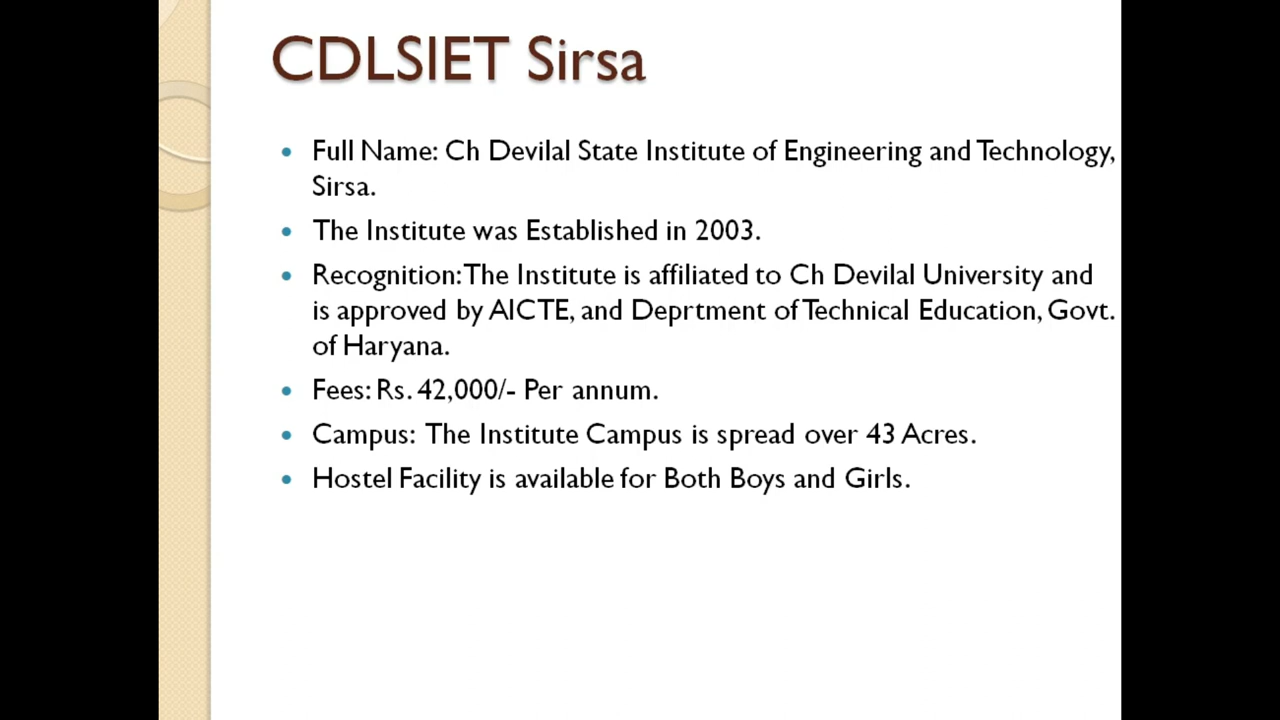 CDLSIET Sirsa
• Full Name: Ch Devilal State Institute of Engineering and Technology,
Sirsa.
• The Institute was Established in 2003.
• Recognition: The Institute is affiliated to Ch Devilal University and
is approved by AICTE, and Deprtment of Technical Education, Govt.
of Haryana.
• Fees: Rs. 42,000/- Per annum.
• Campus: The Institute Campus is spread over 43 Acres.
• Hostel Facility is available for Both Boys and Girls.